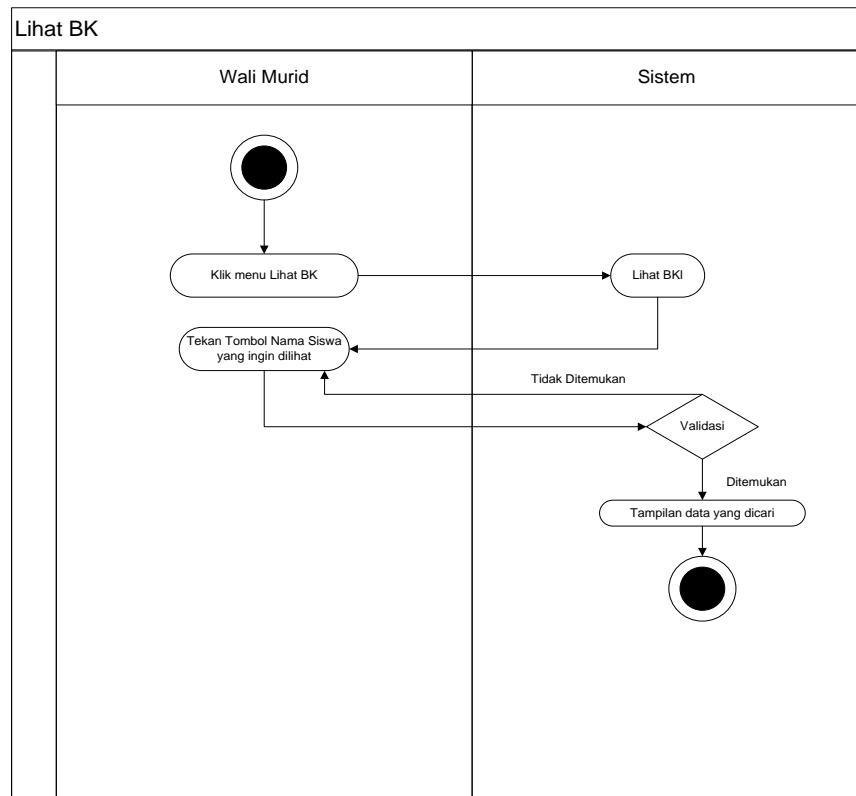 Lihat BK
Wali Murid
Sistem
Klik menu Lihat BK
Lihat BKl
Tekan Tombol Nama Siswa
yang ingin dilihat
Tidak Ditemukan
Validasi
Ditemukan
Tampilan data yang dicari